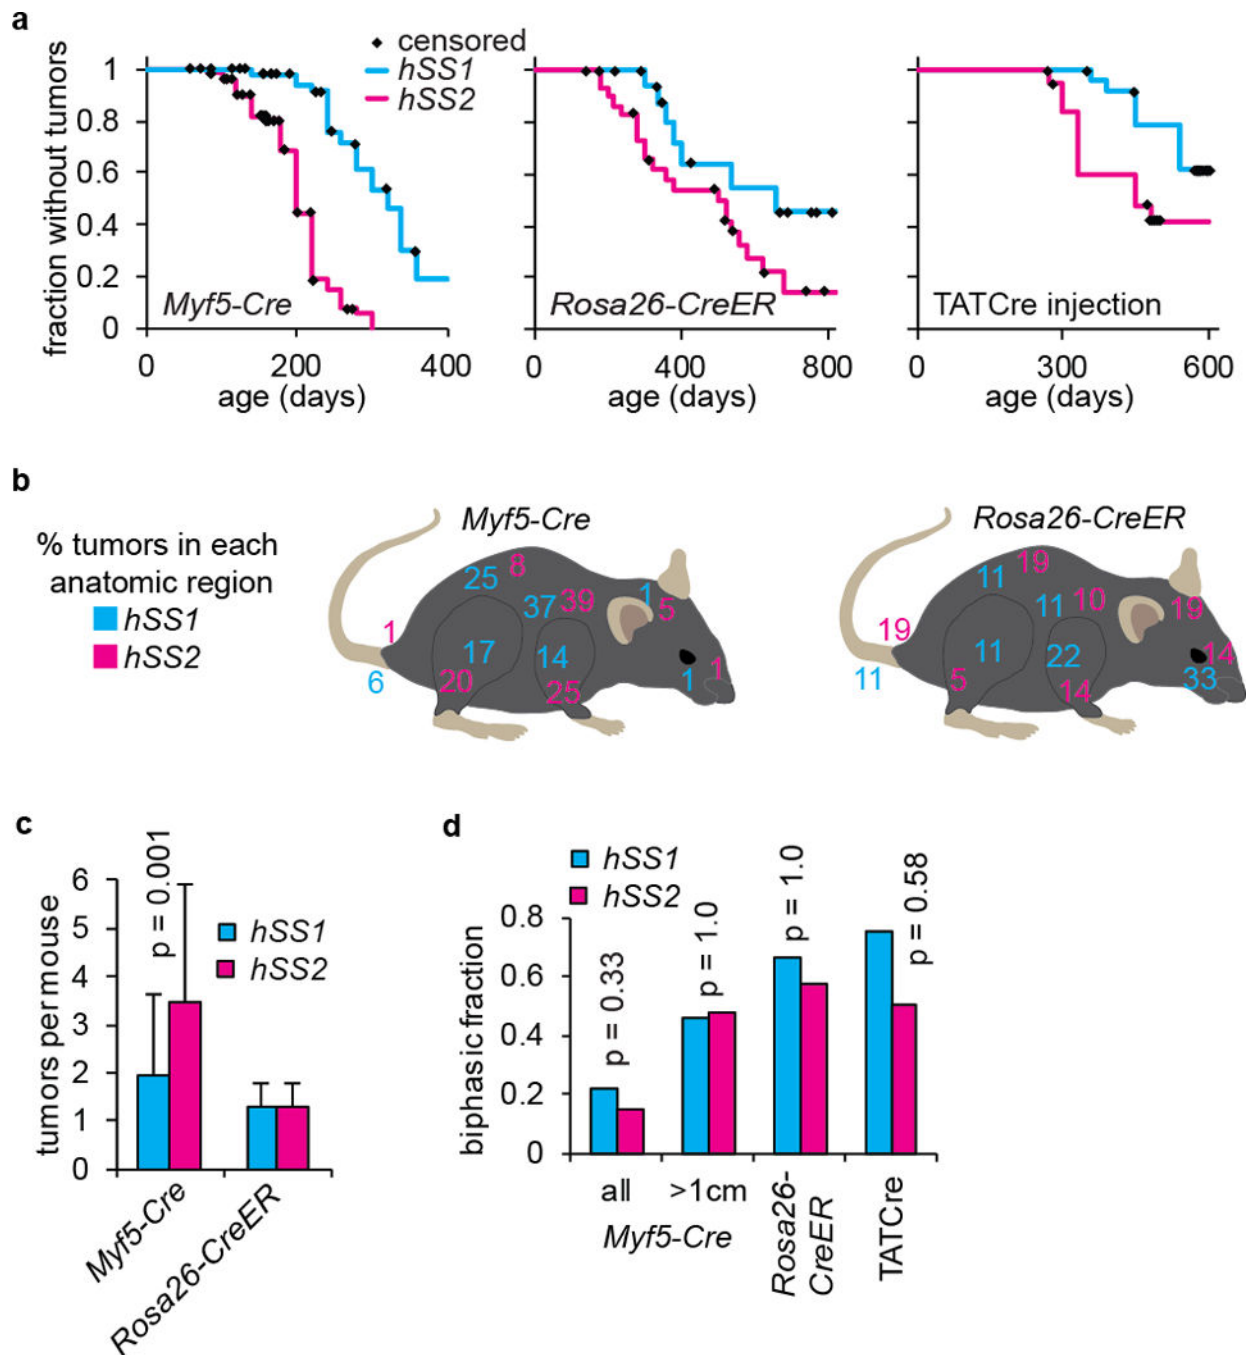 a
fraction without tumors
censored
hSS1
hSS2
1
0.8
0.6
0.4
0.2
0
Myf5-Cre
Rosa26-CreER
TATCre injection
0 200 400
0 400 800
0 300 600
age (days)
age (days)
age (days)
b
% tumors in each
anatomic region
hSS1
hSS2
Myf5-Cre
25 8
37 39
1 5
1
6
17
20
14
25
1 1
Rosa26-CreER
11 19
11 10
19
19
11
11
5
22
14
14
33
c
tumors per mouse
6
5
4
3
2
1
0
p = 0.001
hSS1
hSS2
Myf5-Cre
Rosa26-CreER
d
hSS1
hSS2
biphasic fraction
0.8
0.6
0.4
0.2
0
p = 0.33
p = 1.0
p = 1.0
p = 0.58
all >1cm
Myf5-Cre
Rosa26-
CreER
TATCre